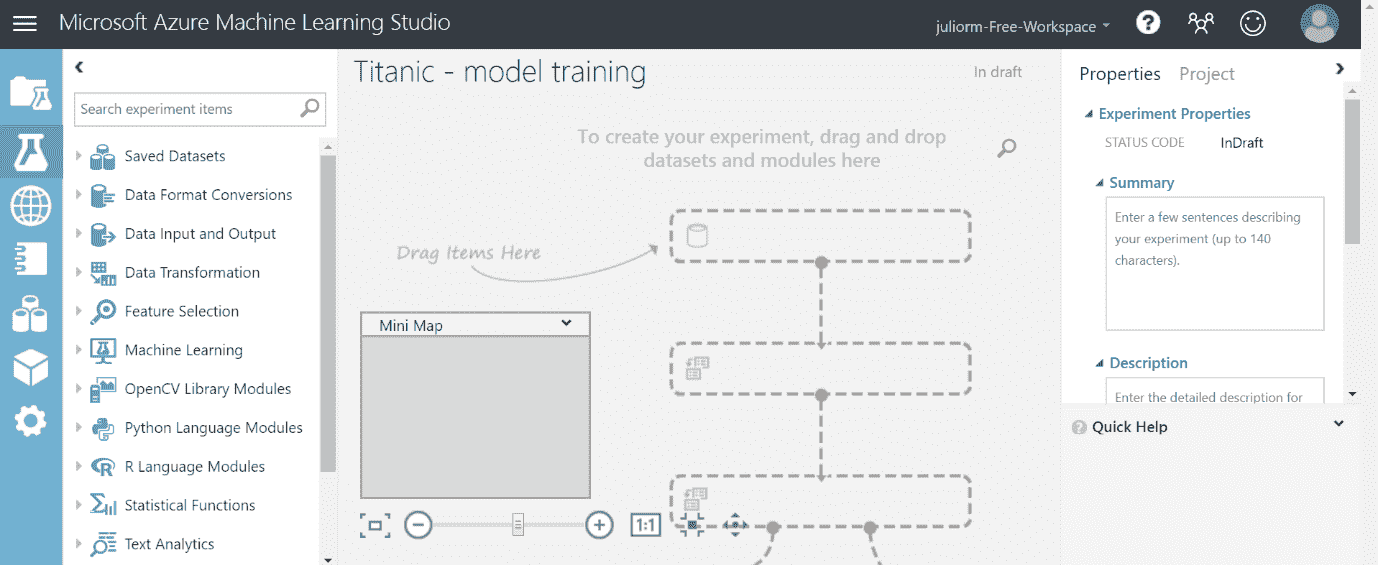 Microsoft Azure Machine Learning Studio
juliorm-Free-Workspace
?
Search experiment items
Saved Datasets
Data Format Conversions
Data Input and Output
Data Transformation
Feature Selection
Machine Learning
OpenCV Library Modules
Python Language Modules
R Language Modules
Statistical Functions
Text Analytics
Titanic - model training
In draft
To create your experiment, drag and drop
datasets and modules here
Drag Items Here
Mini Map
1:1
Properties
Project
Experiment Properties
STATUS CODE InDraft
Summary
Enter a few sentences describing
your experiment (up to 140
characters).
Description
Enter the detailed description for
? Quick Help